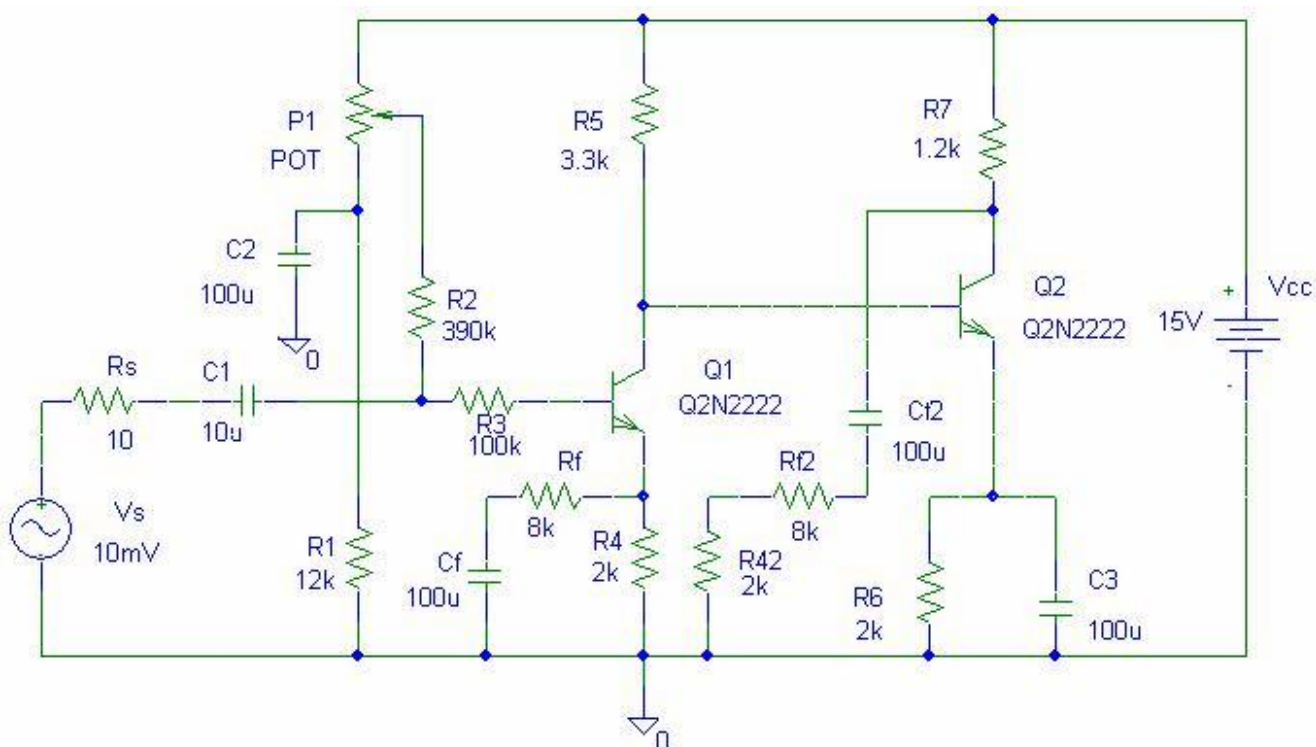 P1
POT
R5
3.3k
R7
1.2k
C2
100u
0
R2
390k
Q2
Q2N2222
+
Vcc
15V
-
Rs
10
C1
10u
R3
100k
Q1
Q2N2222
Cf2
100u
Rf
8k
Rf2
8k
+
Vs
10mV
R1
12k
Cf
100u
R4
2k
R42
2k
R6
2k
C3
100u
0